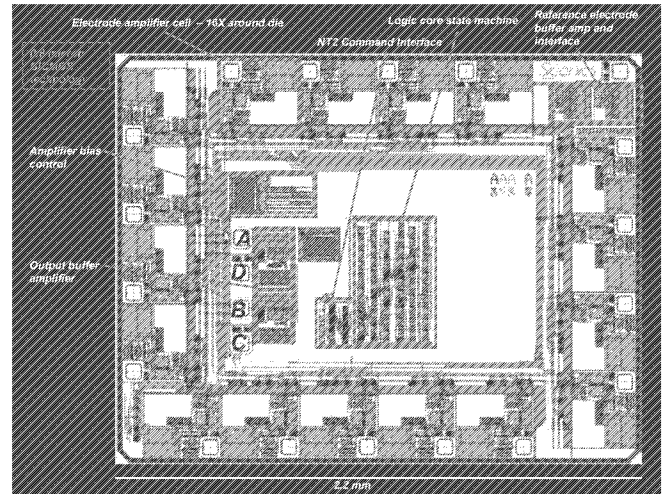 Electrode amplifier cell – 16X around die
Logic core state machine
Reference electrode
buffer amp and
interface
NT2 Command Interface
Amplifier bias
control
Output buffer
amplifier
A
D
B
C
2.2 mm